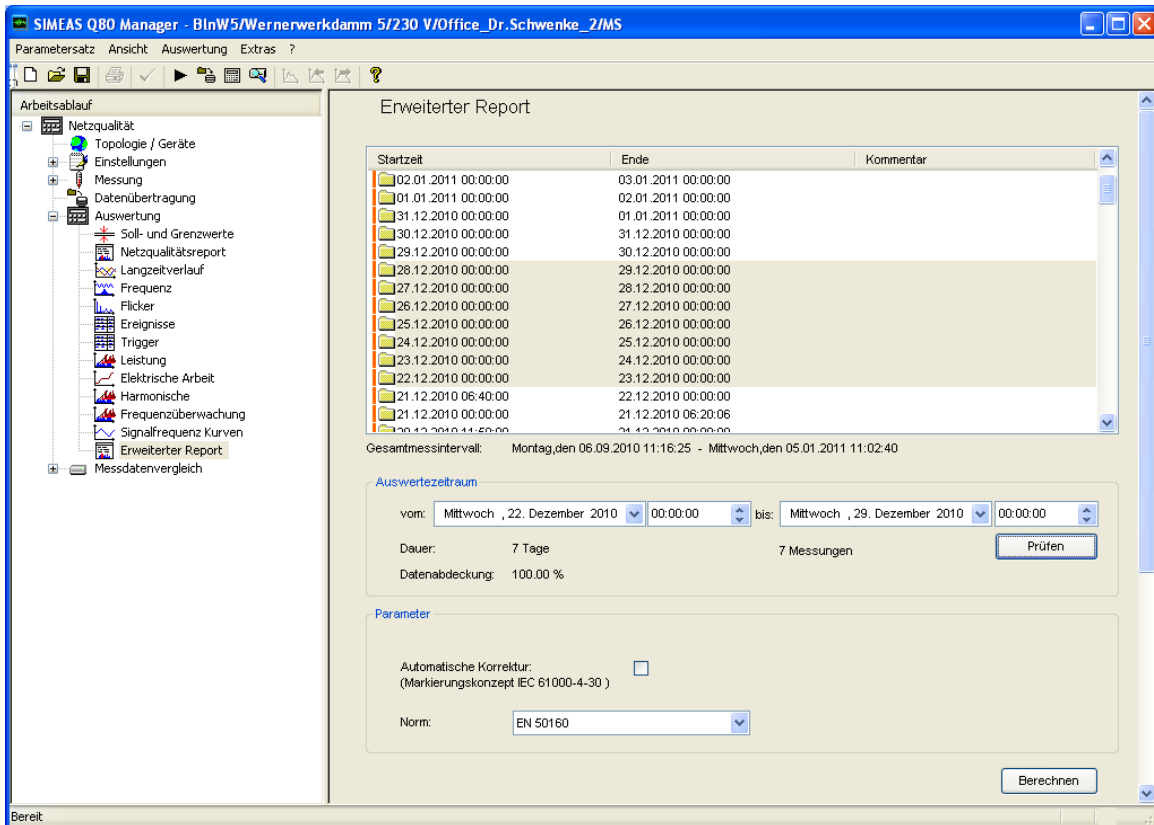 SIMEAS Q80 Manager - BlnW5/Wernerwerkdamm 5/230 V/Office_Dr.Schwenke_2/MS
Parametersatz Ansicht Auswertung Extras ?
Arbeitsablauf
Netzqualität
Topologie / Geräte
Einstellungen
Messung
Datenübertragung
Auswertung
Soll- und Grenzwerte
Netzqualitätsreport
Langzeitverlauf
Frequenz
Flicker
Ereignisse
Trigger
Leistung
Elektrische Arbeit
Harmonische
Frequenzüberwachung
Signalfrequenz Kurven
Erweiterter Report
Messdatenvergleich
Erweiterter Report
Startzeit Ende Kommentar
02.01.2011 00:00:00 03.01.2011 00:00:00
01.01.2011 00:00:00 02.01.2011 00:00:00
31.12.2010 00:00:00 01.01.2011 00:00:00
30.12.2010 00:00:00 31.12.2010 00:00:00
29.12.2010 00:00:00 30.12.2010 00:00:00
28.12.2010 00:00:00 29.12.2010 00:00:00
27.12.2010 00:00:00 28.12.2010 00:00:00
26.12.2010 00:00:00 27.12.2010 00:00:00
25.12.2010 00:00:00 26.12.2010 00:00:00
24.12.2010 00:00:00 25.12.2010 00:00:00
23.12.2010 00:00:00 24.12.2010 00:00:00
22.12.2010 00:00:00 23.12.2010 00:00:00
21.12.2010 06:40:00 22.12.2010 00:00:00
21.12.2010 00:00:00 21.12.2010 06:20:06
20.12.2010 11:50:00 21.12.2010 00:00:00
Gesamtmessintervall: Montag,den 06.09.2010 11:16:25 - Mittwoch,den 05.01.2011 11:02:40
Auswertezeitraum
vom: Mittwoch , 22. Dezember 2010 00:00:00 bis: Mittwoch , 29. Dezember 2010 00:00:00
Dauer: 7 Tage 7 Messungen Prüfen
Datenabdeckung: 100.00 %
Parameter
Automatische Korrektur:
(Markierungskonzept IEC 61000-4-30 )
Norm: EN 50160
Berechnen
Bereit